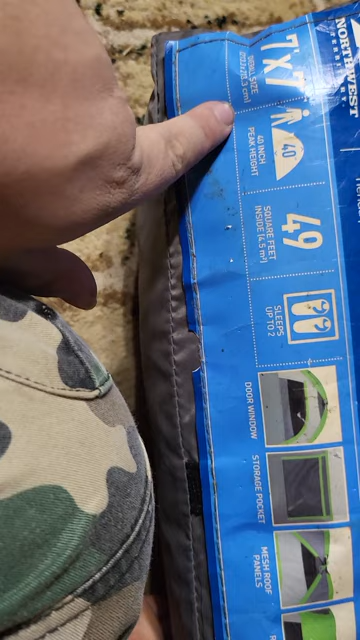 NORTHWEST
TERRITORY
7'x7'
40"
40 INCH
PEAK HEIGHT
49
SQUARE FEET
INSIDE (4.5 m²)
SLEEPS
UP TO 2
DOOR WINDOW
STORAGE POCKET
MESH ROOF
PANELS